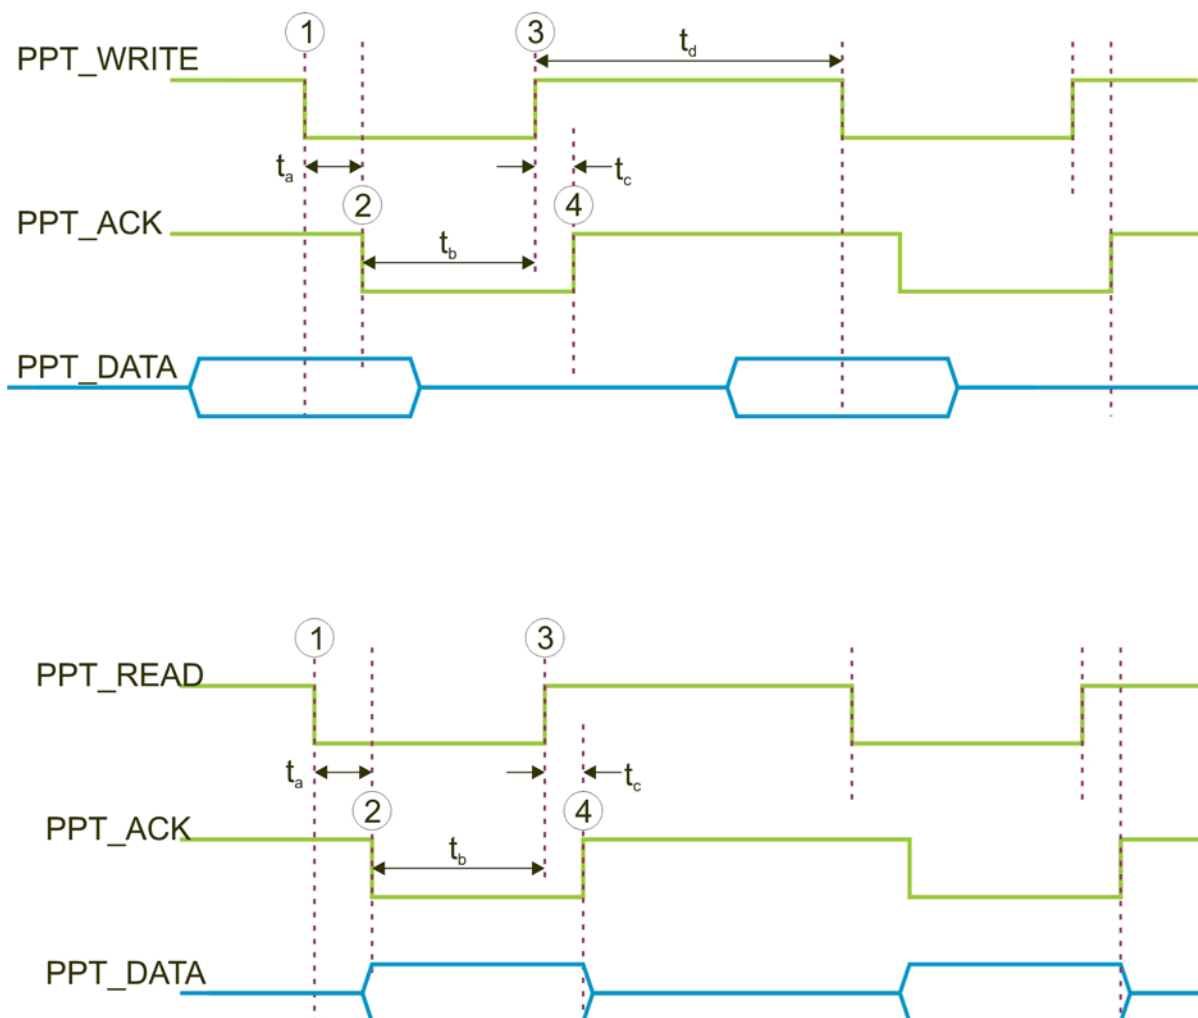 1 3
PPT_WRITE td
ta tc
2 4
PPT_ACK
tb
PPT_DATA
1 3
PPT_READ
ta tc
2 4
PPT_ACK
tb
PPT_DATA